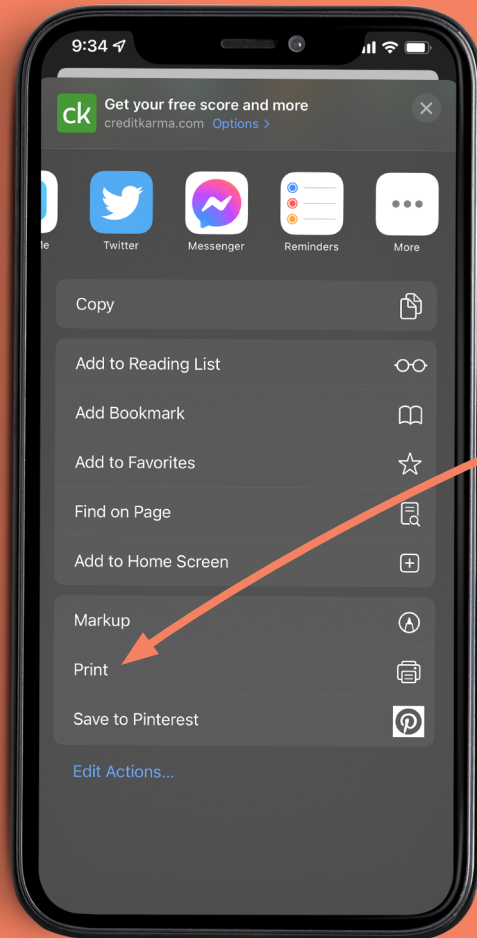 9:34
ck
Get your free score and more
creditkarma.com Options >
Me
Twitter
Messenger
Reminders
More
Copy
Add to Reading List
Add Bookmark
Add to Favorites
Find on Page
Add to Home Screen
Markup
Print
Save to Pinterest
Edit Actions...